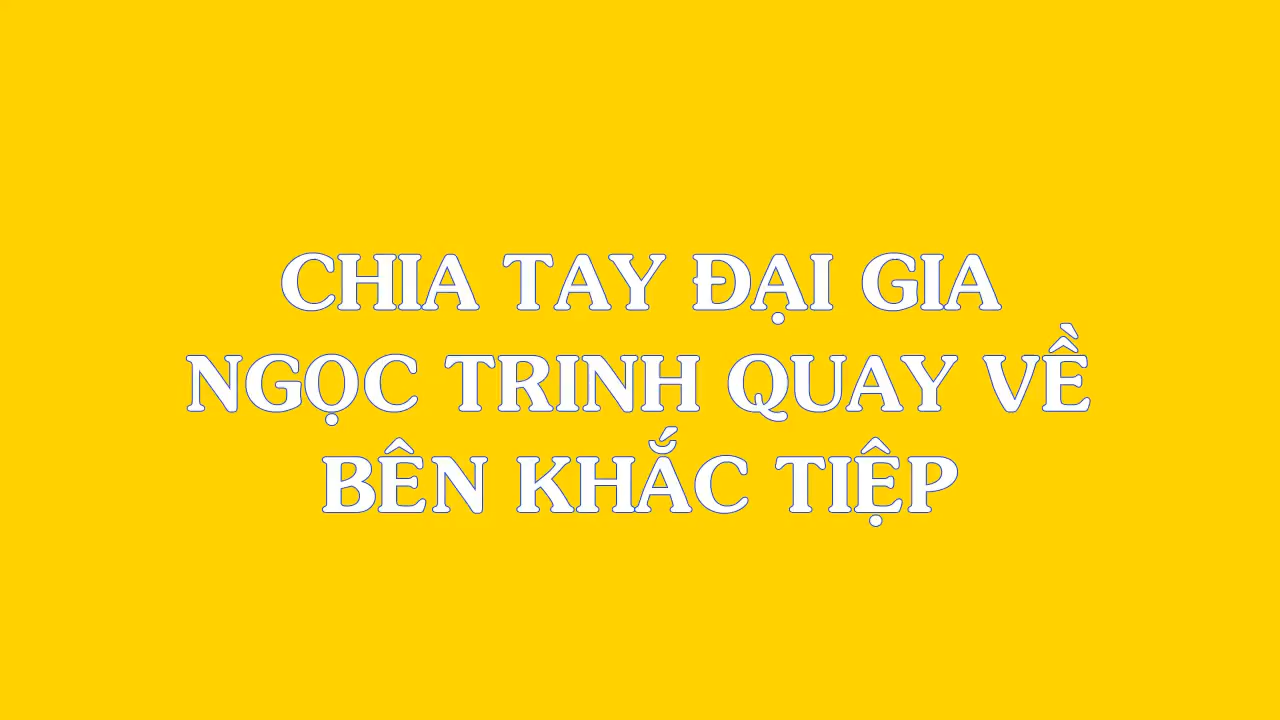 CHIA TAY ĐẠI GIA
NGỌC TRINH QUAY VỀ
BÊN KHẮC TIỆP